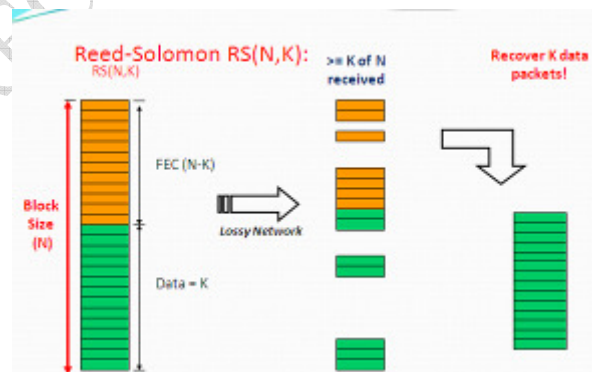 Reed-Solomon RS(N,K):
RS(N,K)
>= K of N
received
Recover K data
packets!
FEC (N-K)
Block
Size
(N)
Lossy Network
Data = K